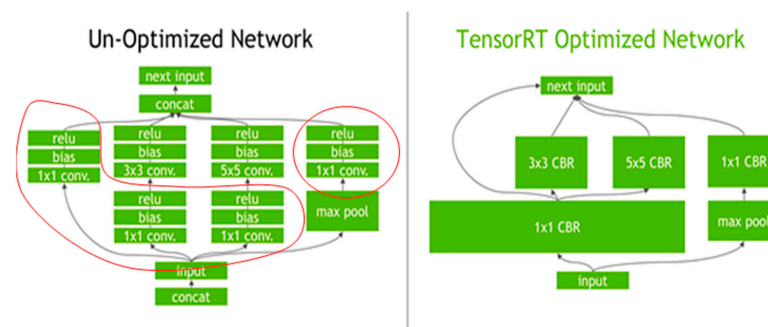 Un-Optimized Network
next input
concat
relu
bias
1x1 conv.
relu
bias
3x3 conv.
relu
bias
5x5 conv.
relu
bias
1x1 conv.
relu
bias
1x1 conv.
relu
bias
1x1 conv.
max pool
input
concat
TensorRT Optimized Network
next input
3x3 CBR
5x5 CBR
1x1 CBR
1x1 CBR
max pool
input